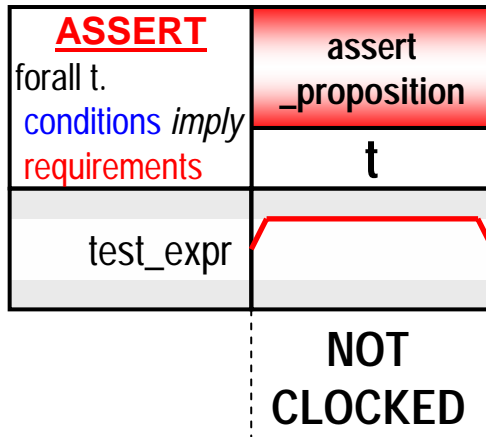 ASSERT
forall t.
conditions imply
requirements
assert
_proposition
t
test_expr
NOT
CLOCKED